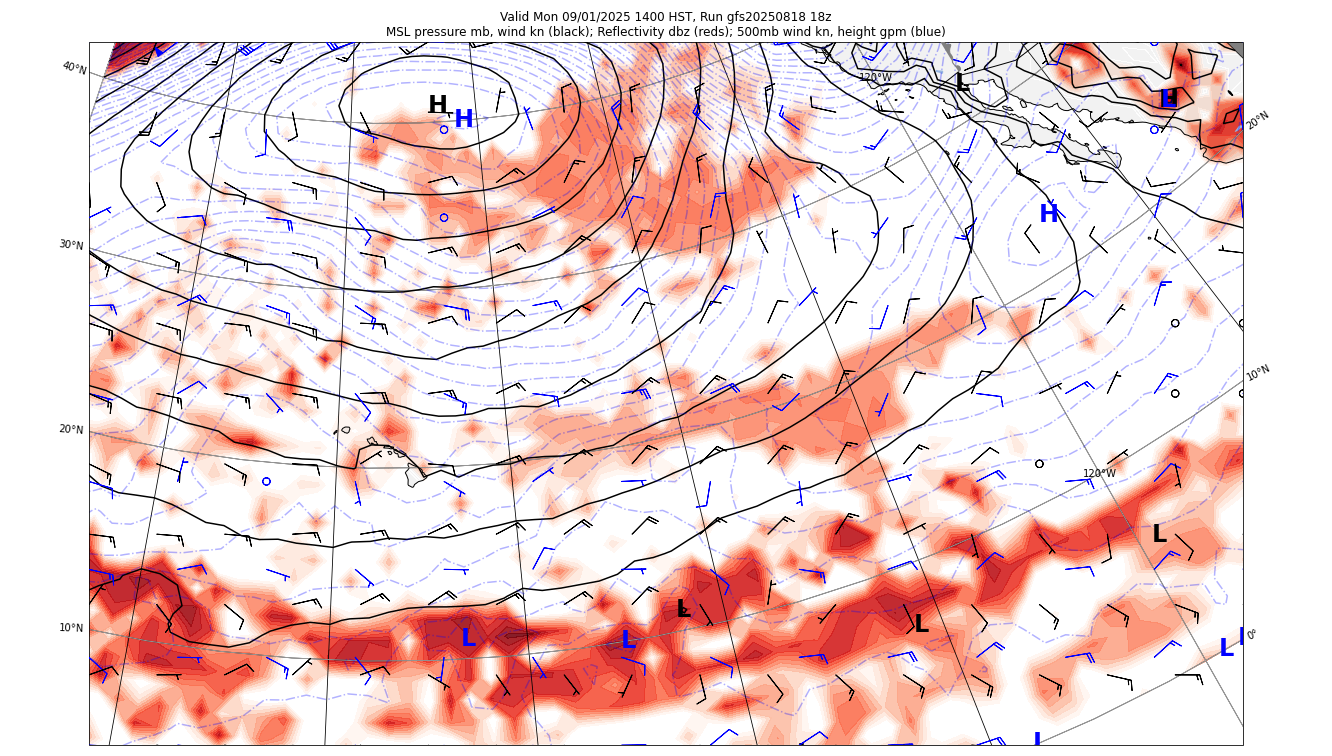 Valid Mon 09/01/2025 1400 HST, Run gfs20250818 18z
MSL pressure mb, wind kn (black); Reflectivity dbz (reds); 500mb wind kn, height gpm (blue)
40°N
120°W
L
H
H
H
H
20°N
H
30°N
10°N
20°N
120°W
L
L
L
10°N
L
L
0°
L
L